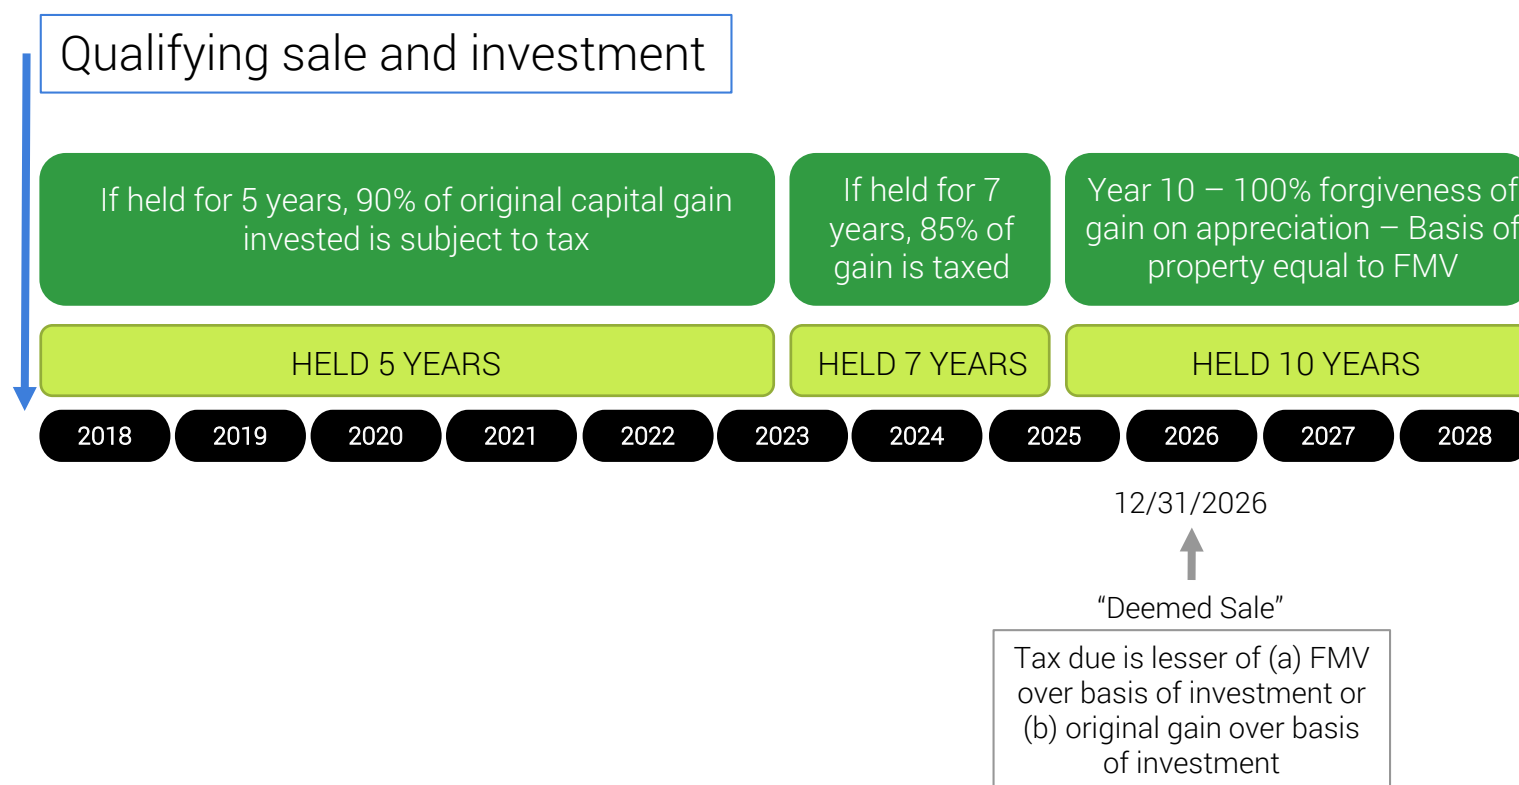 Qualifying sale and investment
If held for 5 years, 90% of original capital gain
invested is subject to tax
If held for 7
years, 85% of
gain is taxed
Year 10 – 100% forgiveness of
gain on appreciation – Basis of
property equal to FMV
HELD 5 YEARS
HELD 7 YEARS
HELD 10 YEARS
2018
2019
2020
2021
2022
2023
2024
2025
2026
2027
2028
12/31/2026
“Deemed Sale”
Tax due is lesser of (a) FMV
over basis of investment or
(b) original gain over basis
of investment